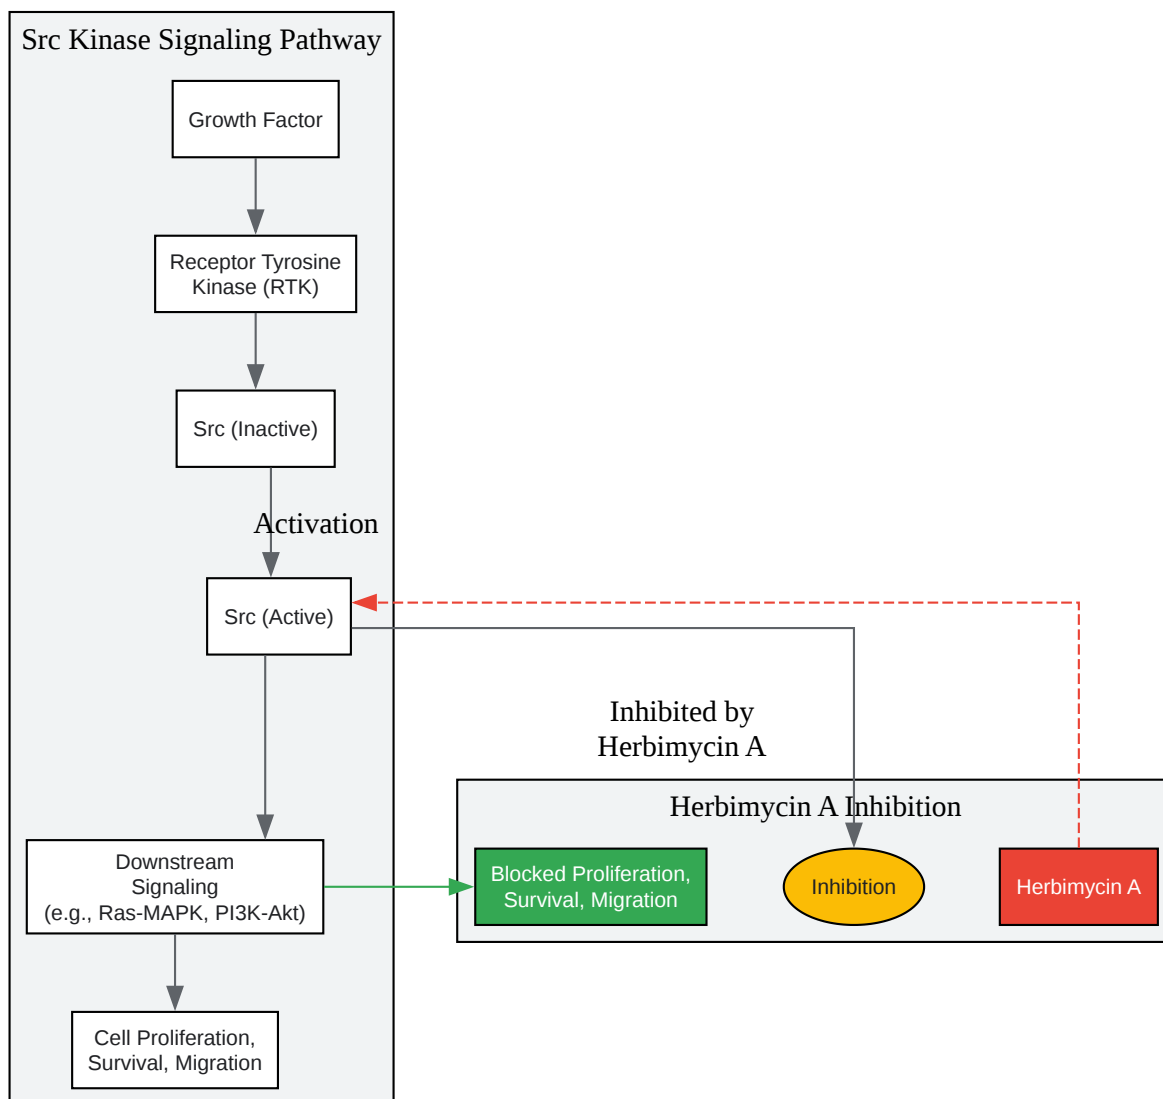 Src Kinase Signaling Pathway
Growth Factor
Receptor Tyrosine
Kinase (RTK)
Src (Inactive)
Activation
Src (Active)
Inhibited by
Herbimycin A
Herbimycin A Inhibition
Downstream
Signaling
(e.g., Ras-MAPK, PI3K-Akt)
Blocked Proliferation,
Survival, Migration
Inhibition
Herbimycin A
Cell Proliferation,
Survival, Migration